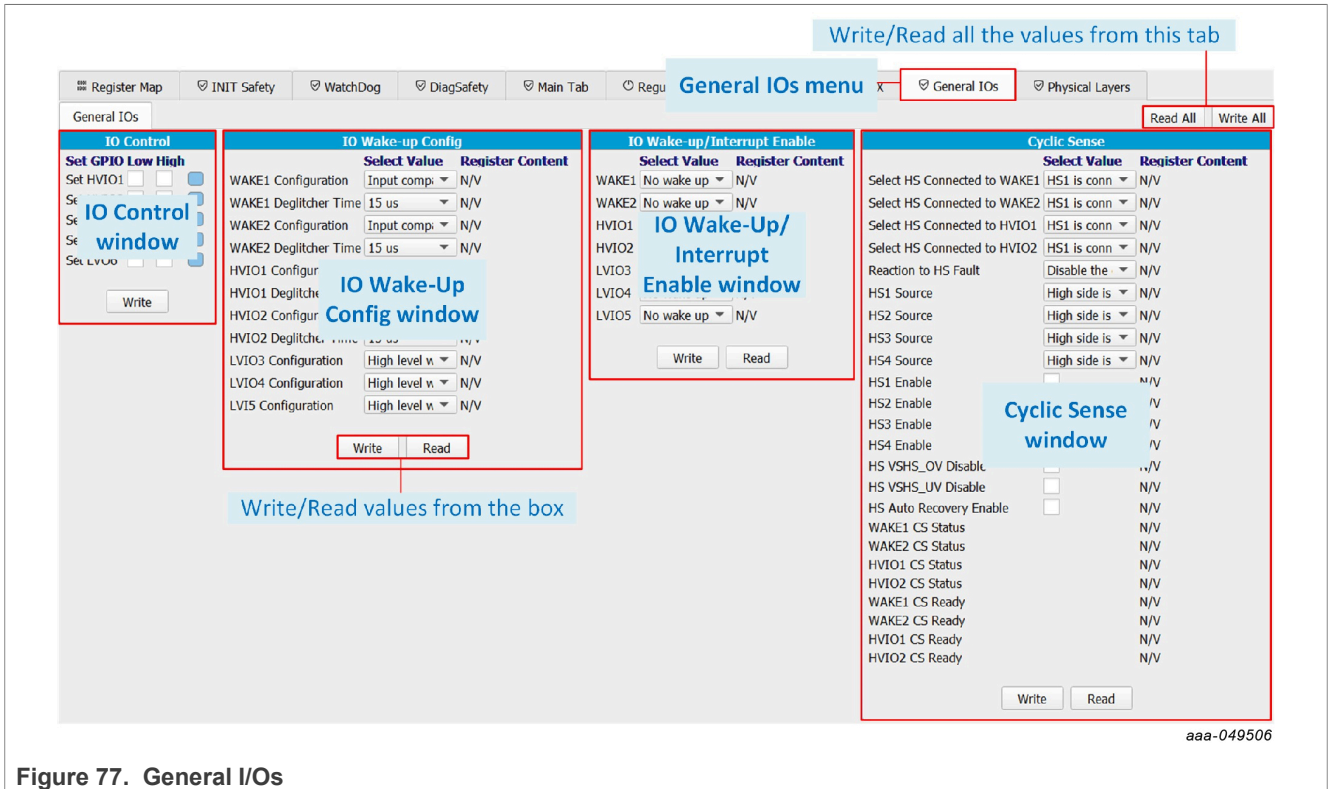 Write/Read all the values from this tab
Register Map INIT Safety WatchDog DiagSafety Main Tab Regu General IOs menu X General IOs Physical Layers
General IOs Read All Write All
IO Control
Set GPIO Low High
Set HVIO1
IO Control window
Set LVO6
Write
IO Wake-up Config
Select Value Register Content
WAKE1 Configuration Input comp N/V
WAKE1 Deglitcher Time 15 us N/V
WAKE2 Configuration Input comp N/V
WAKE2 Deglitcher Time 15 us N/V
HVIO1
HVIO1
HVIO2
HVIO2 15 us N/V
IO Wake-Up
Config window
LVIO3 Configuration High level w N/V
LVIO4 Configuration High level w N/V
LVI5 Configuration High level w N/V
Write Read
Write/Read values from the box
IO Wake-up/Interrupt Enable
Select Value Register Content
WAKE1 No wake up N/V
WAKE2 No wake up N/V
HVIO1
HVIO2
LVIO3
LVIO4
IO Wake-Up/
Interrupt
Enable window
LVIO5 No wake up N/V
Write Read
Cyclic Sense
Select Value Register Content
Select HS Connected to WAKE1 HS1 is conn N/V
Select HS Connected to WAKE2 HS1 is conn N/V
Select HS Connected to HVIO1 HS1 is conn N/V
Select HS Connected to HVIO2 HS1 is conn N/V
Reaction to HS Fault Disable the N/V
HS1 Source High side is N/V
HS2 Source High side is N/V
HS3 Source High side is N/V
HS4 Source High side is N/V
HS1 Enable N/V
HS2 Enable
HS3 Enable
HS4 Enable
Cyclic Sense
window
HS VSHS_OV Disable N/V
HS VSHS_UV Disable N/V
HS Auto Recovery Enable N/V
WAKE1 CS Status N/V
WAKE2 CS Status N/V
HVIO1 CS Status N/V
HVIO2 CS Status N/V
WAKE1 CS Ready N/V
WAKE2 CS Ready N/V
HVIO1 CS Ready N/V
HVIO2 CS Ready N/V
Write Read
aaa-049506
Figure 77. General I/Os